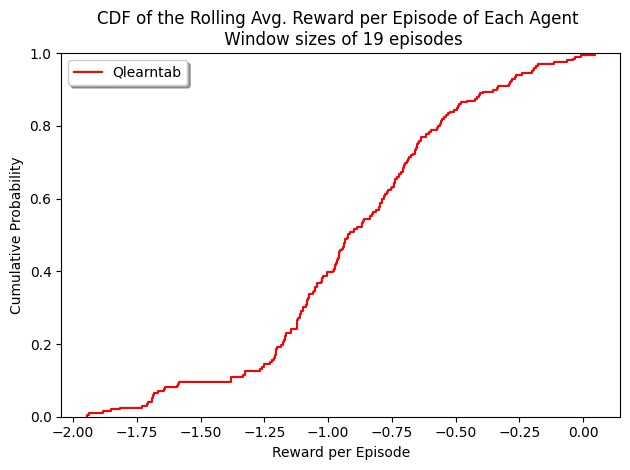 CDF of the Rolling Avg. Reward per Episode of Each Agent
Window sizes of 19 episodes
Qlearntab
Cumulative Probability
1.0
0.8
0.6
0.4
0.2
0.0
−2.00 −1.75 −1.50 −1.25 −1.00 −0.75 −0.50 −0.25 0.00
Reward per Episode